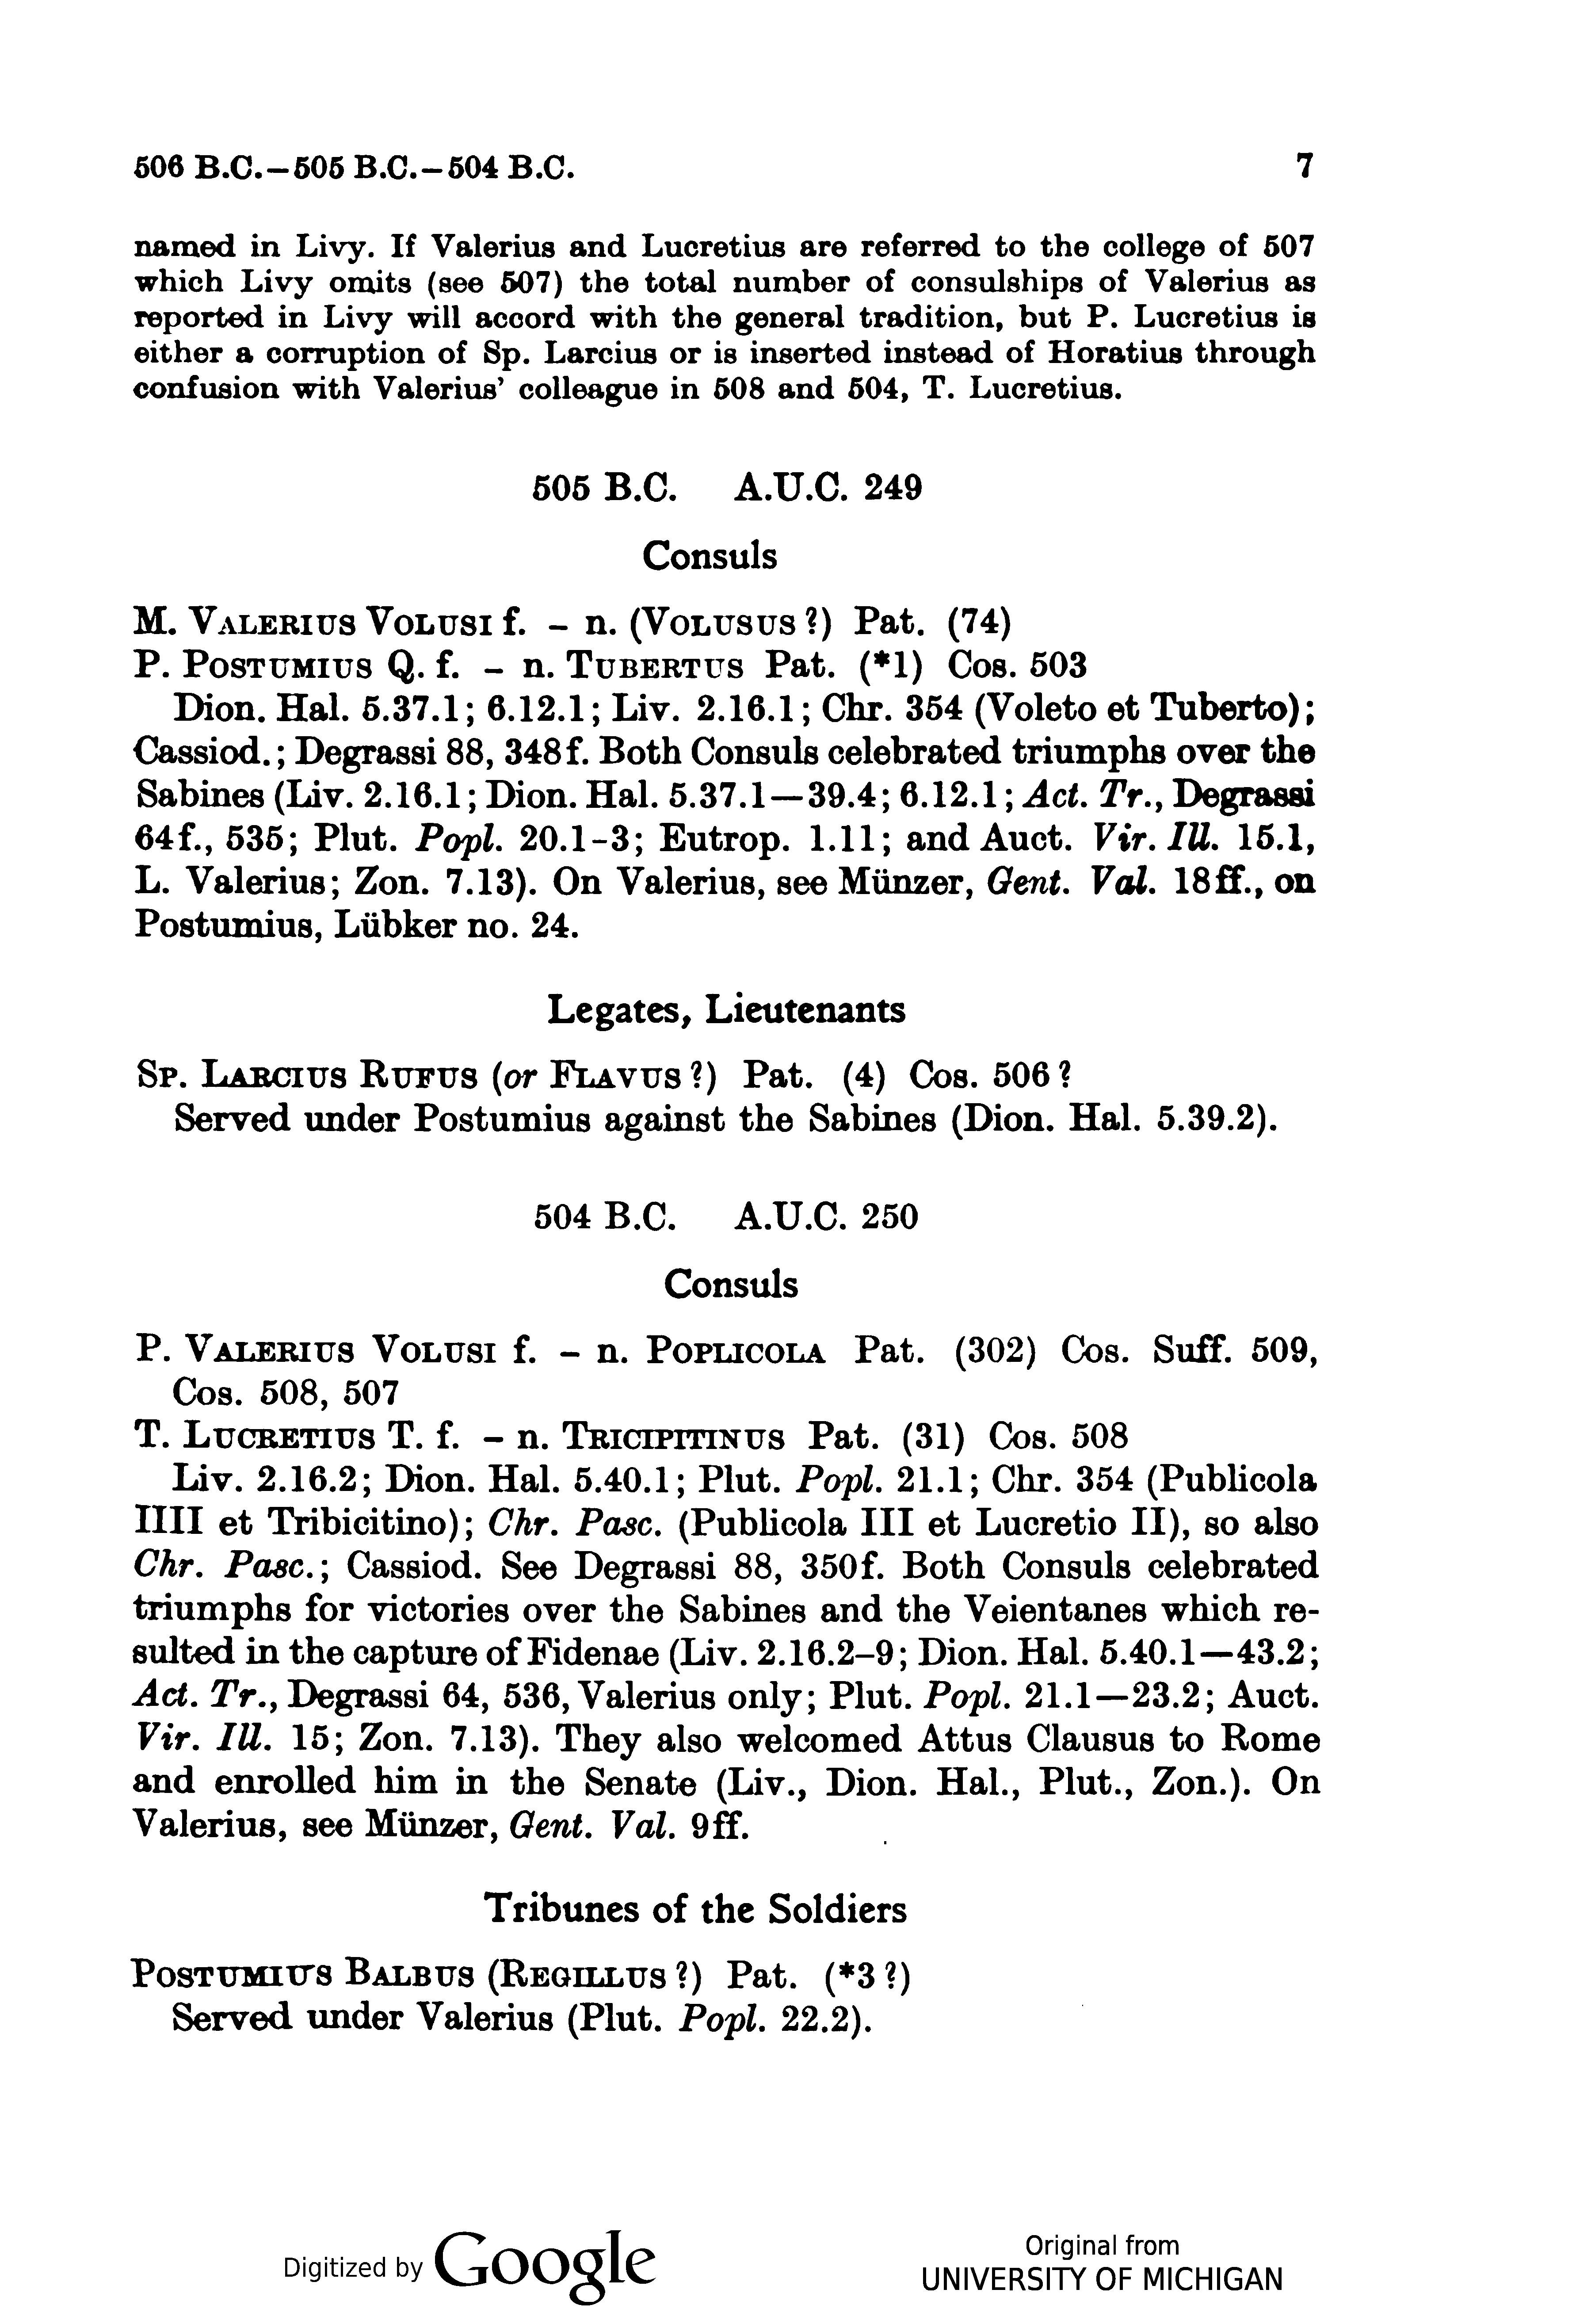 506 B.C.–505 B.C.–504 B.C. 7
named in Livy. If Valerius and Lucretius are referred to the college of 507
which Livy omits (see 507) the total number of consulships of Valerius as
reported in Livy will accord with the general tradition, but P. Lucretius is
either a corruption of Sp. Larcius or is inserted instead of Horatius through
confusion with Valerius’ colleague in 508 and 504, T. Lucretius.
505 B.C. A.U.C. 249
Consuls
M. VALERIUS VOLUSI f. – n. (VOLUSUS?) Pat. (74)
P. POSTUMIUS Q. f. – n. TUBERTUS Pat. (*1) Cos. 503
Dion. Hal. 5.37.1; 6.12.1; Liv. 2.16.1; Chr. 354 (Voleto et Tuberto);
Cassiod.; Degrassi 88, 348f. Both Consuls celebrated triumphs over the
Sabines (Liv. 2.16.1; Dion. Hal. 5.37.1—39.4; 6.12.1; Act. Tr., Degrassi
64f., 535; Plut. Popl. 20.1-3; Eutrop. 1.11; and Auct. Vir. Ill. 15.1,
L. Valerius; Zon. 7.13). On Valerius, see Münzer, Gent. Val. 18ff., on
Postumius, Lübker no. 24.
Legates, Lieutenants
SP. LARCIUS RUFUS (or FLAVUS?) Pat. (4) Cos. 506?
Served under Postumius against the Sabines (Dion. Hal. 5.39.2).
504 B.C. A.U.C. 250
Consuls
P. VALERIUS VOLUSI f. – n. POPLICOLA Pat. (302) Cos. Suff. 509,
Cos. 508, 507
T. LUCRETIUS T. f. – n. TRICIPITINUS Pat. (31) Cos. 508
Liv. 2.16.2; Dion. Hal. 5.40.1; Plut. Popl. 21.1; Chr. 354 (Publicola
IIII et Tribicitino); Chr. Pasc. (Publicola III et Lucretio II), so also
Chr. Pasc.; Cassiod. See Degrassi 88, 350f. Both Consuls celebrated
triumphs for victories over the Sabines and the Veientanes which re-
sulted in the capture of Fidenae (Liv. 2.16.2–9; Dion. Hal. 5.40.1—43.2;
Act. Tr., Degrassi 64, 536, Valerius only; Plut. Popl. 21.1—23.2; Auct.
Vir. Ill. 15; Zon. 7.13). They also welcomed Attus Clausus to Rome
and enrolled him in the Senate (Liv., Dion. Hal., Plut., Zon.). On
Valerius, see Münzer, Gent. Val. 9ff.
Tribunes of the Soldiers
POSTUMIUS BALBUS (REGILLUS?) Pat. (*3?)
Served under Valerius (Plut. Popl. 22.2).
Digitized by Google
Original from
UNIVERSITY OF MICHIGAN